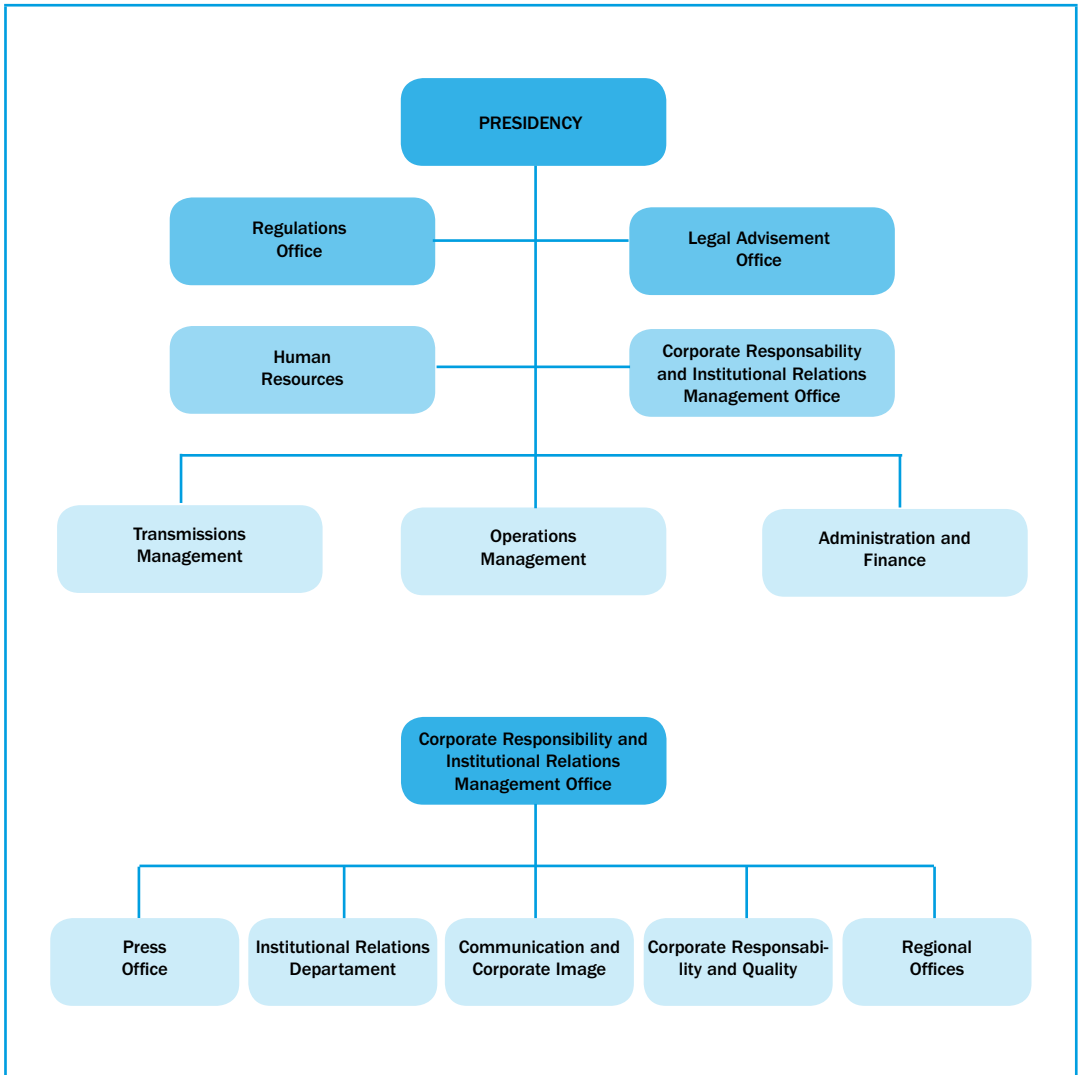 PRESIDENCY
Regulations
Office
Legal Advisement
Office
Human
Resources
Corporate Responsability
and Institutional Relations
Management Office
Transmissions
Management
Operations
Management
Administration and
Finance
Corporate Responsibility and
Institutional Relations
Management Office
Press
Office
Institutional Relations
Departament
Communication and
Corporate Image
Corporate Responsabi-
lity and Quality
Regional
Offices